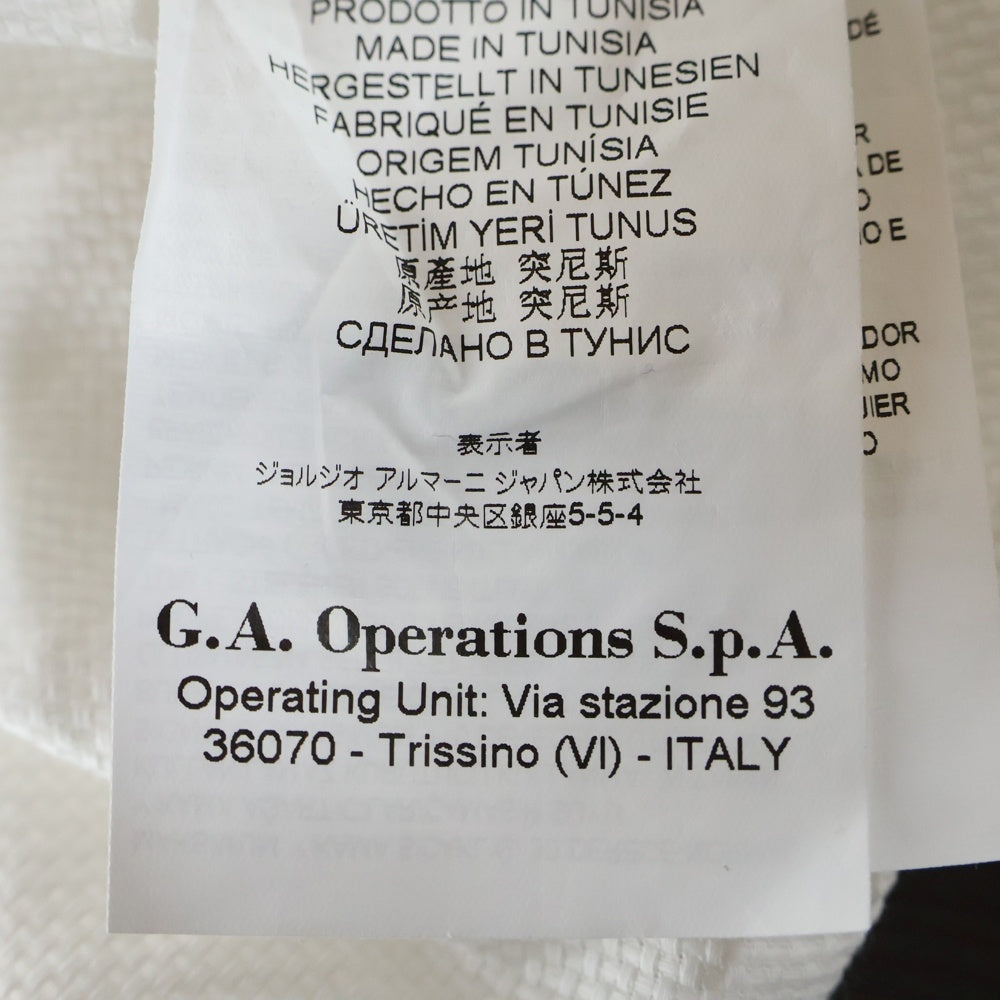 PRODOTTO IN TUNISIA
MADE IN TUNISIA
HERGESTELLT IN TUNESIEN
FABRIQUÉ EN TUNISIE
ORIGEM TUNÍSIA
HECHO EN TÚNEZ
ÜRETİM YERİ TUNUS
原產地 突尼斯
原产地 突尼斯
СДЕЛАНО В ТУНИС
表示者
ジョルジオ アルマーニ ジャパン株式会社
東京都中央区銀座5-5-4
G.A. Operations S.p.A.
Operating Unit: Via stazione 93
36070 - Trissino (VI) - ITALY
DE